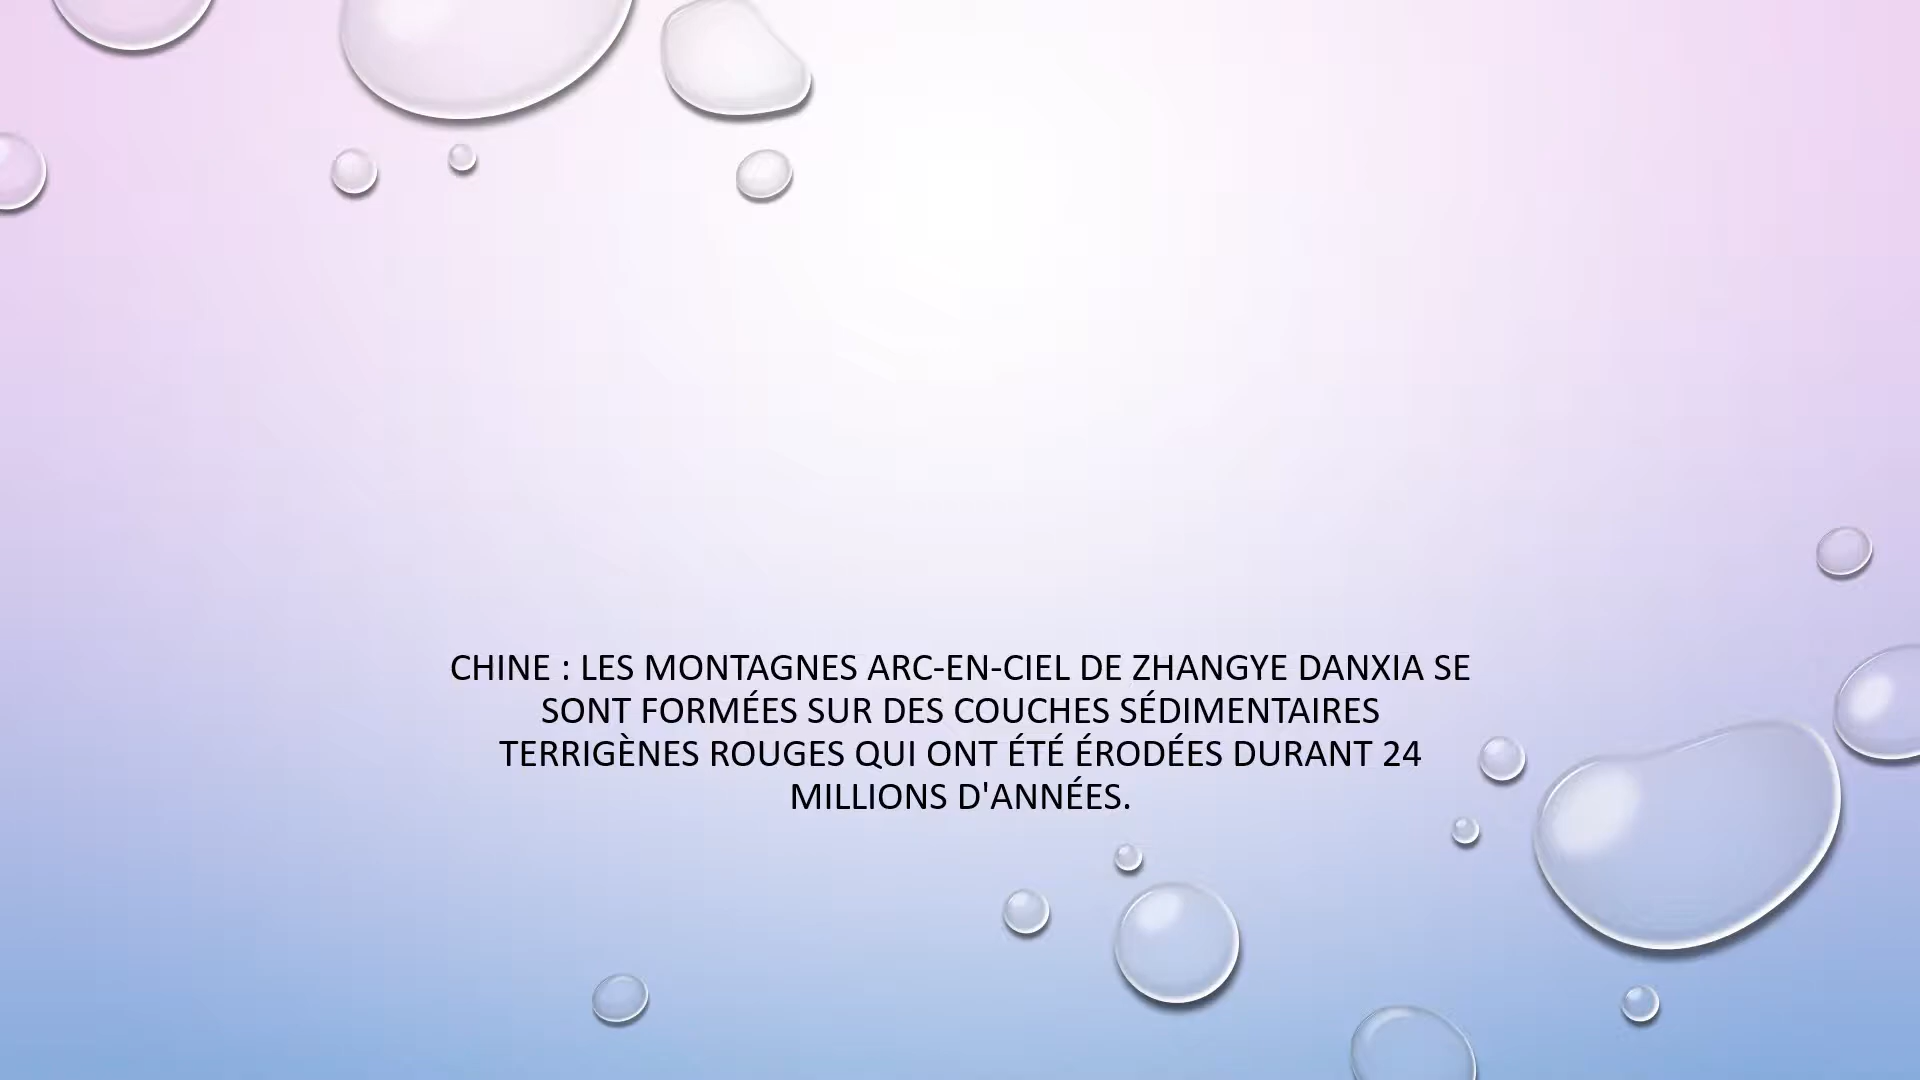 CHINE : LES MONTAGNES ARC-EN-CIEL DE ZHANGYE DANXIA SE
SONT FORMÉES SUR DES COUCHES SÉDIMENTAIRES
TERRIGÈNES ROUGES QUI ONT ÉTÉ ÉRODÉES DURANT 24
MILLIONS D'ANNÉES.